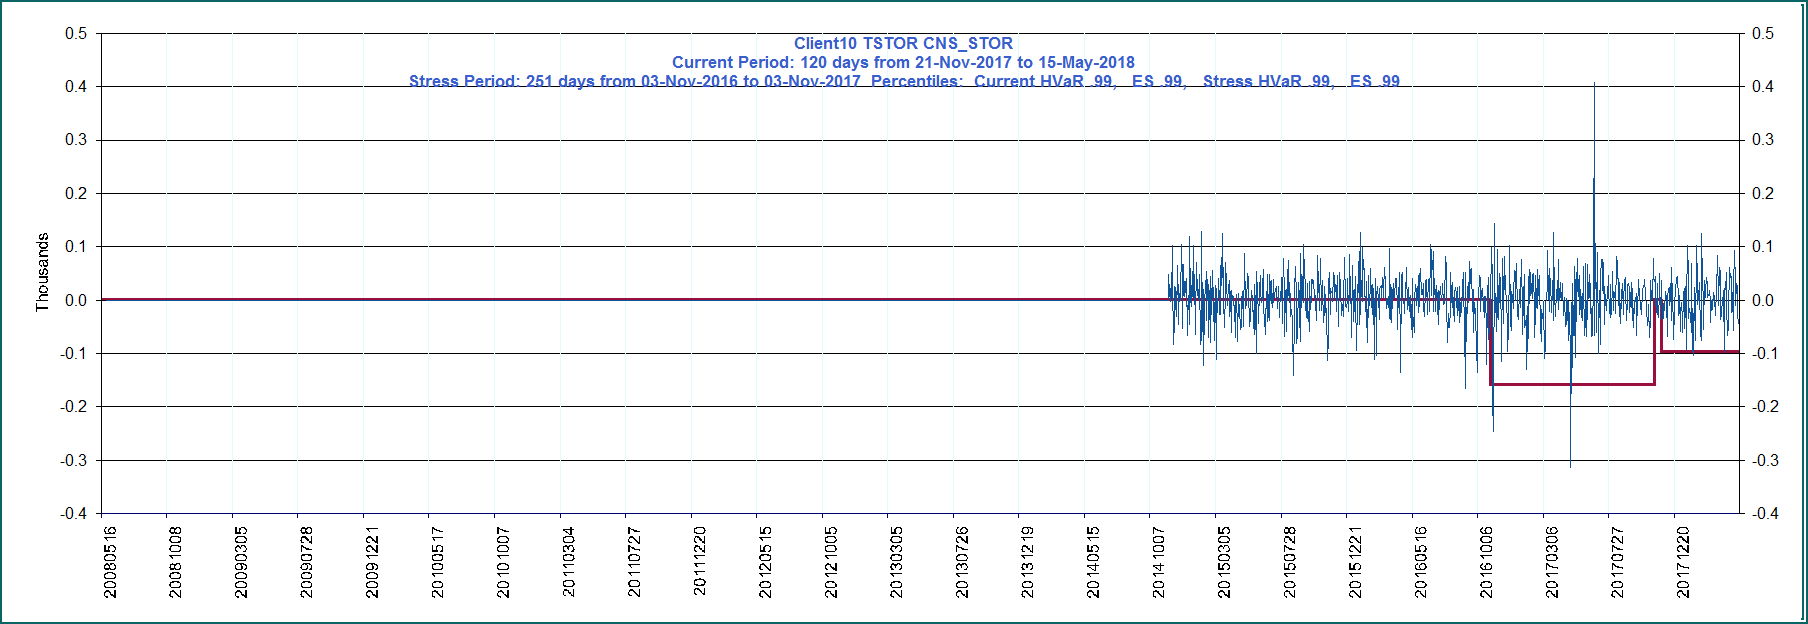 Client10 TSTOR CNS_STOR
Current Period: 120 days from 21-Nov-2017 to 15-May-2018
Stress Period: 251 days from 03-Nov-2016 to 03-Nov-2017  Percentiles:  Current HVaR .99,   ES .99,   Stress HVaR .99,   ES .99
0.5 0.5
0.4 0.4
0.3 0.3
0.2 0.2
0.1 0.1
0.0 0.0
-0.1 -0.1
-0.2 -0.2
-0.3 -0.3
-0.4 -0.4
Thousands
20080516 20081008 20090305 20090728 20091221 20100517 20101007 20110304 20110727 20111220 20120515 20121005 20130305 20130726 20131219 20140515 20141007 20150305 20150728 20151221 20160516 20161006 20170306 20170727 20171220